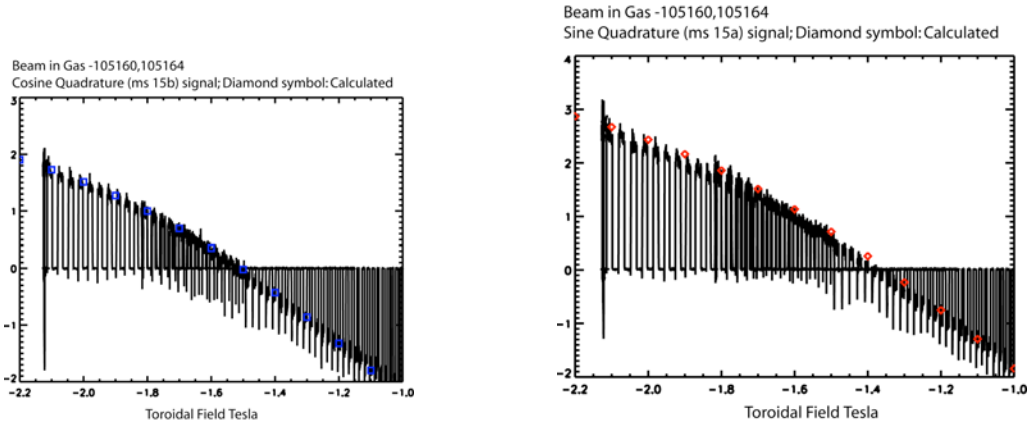 Beam in Gas -105160,105164
Cosine Quadrature (ms 15b) signal; Diamond symbol: Calculated
3
2
1
0
-1
-2
-2.2 -2.0 -1.8 -1.6 -1.4 -1.2 -1.0
Toroidal Field Tesla
Beam in Gas -105160,105164
Sine Quadrature (ms 15a) signal; Diamond symbol: Calculated
4
3
2
1
0
-1
-2
-2.2 -2.0 -1.8 -1.6 -1.4 -1.2 -1.0
Toroidal Field Tesla